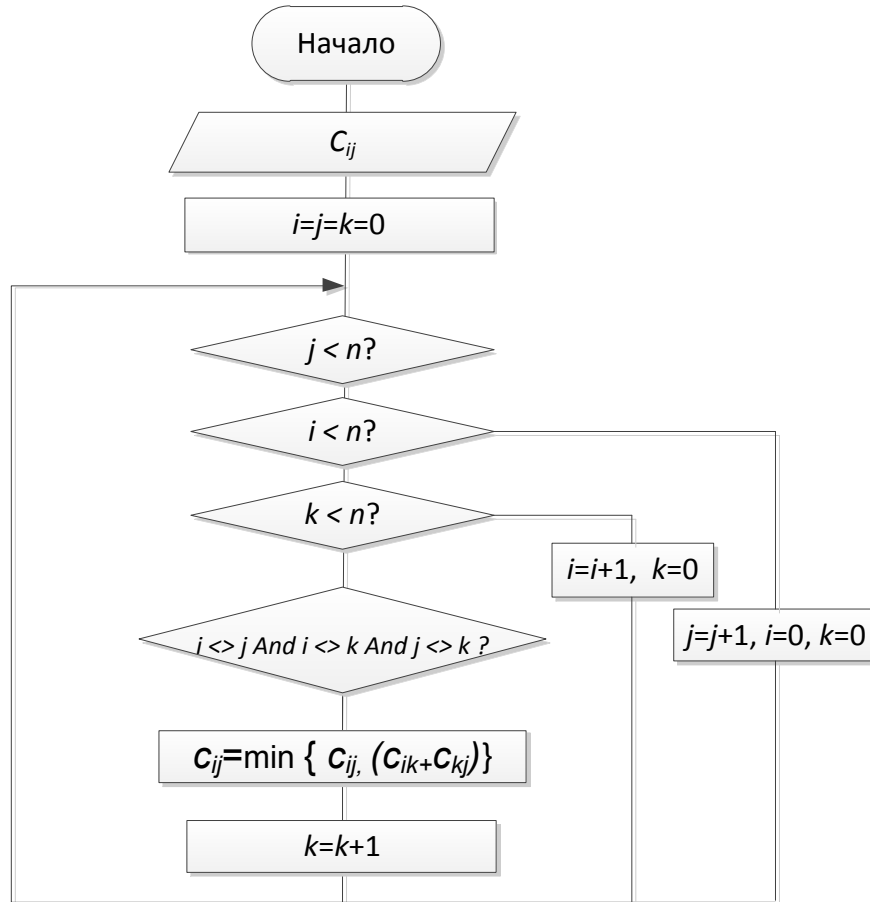 Начало
Cij
i=j=k=0
j < n?
i < n?
k < n?
i=i+1, k=0
i <> j And i <> k And j <> k ?
j=j+1, i=0, k=0
cij=min { cij, (cik+ckj)}
k=k+1